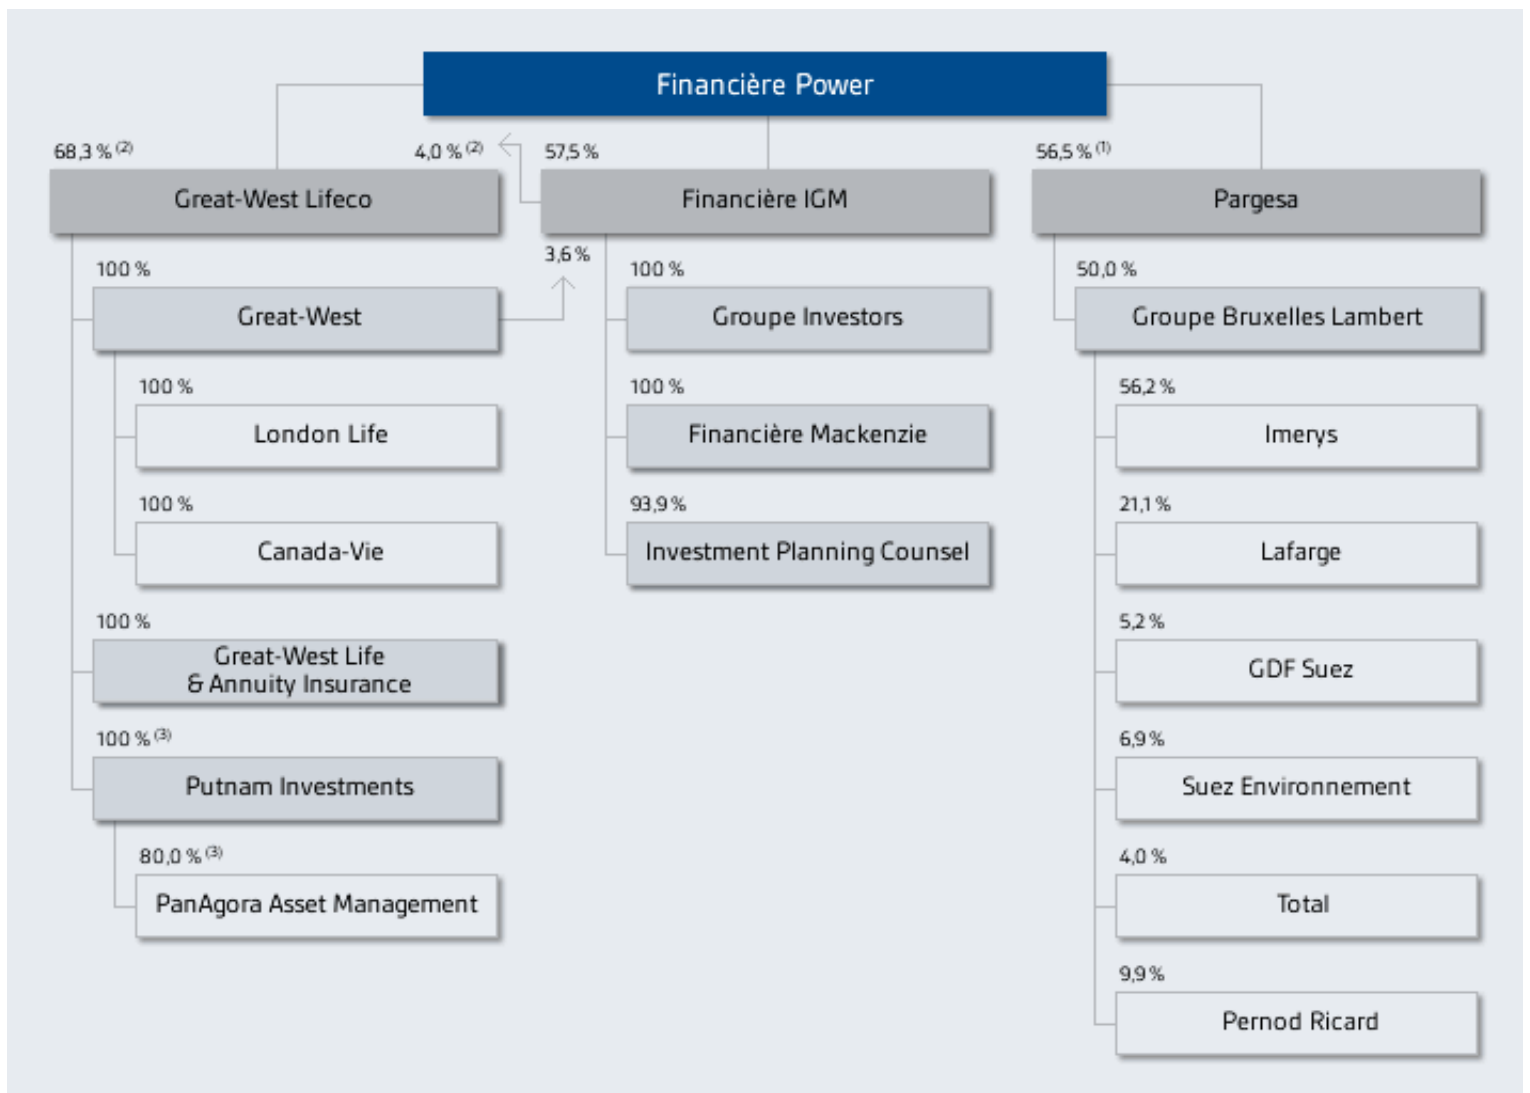 Financière Power
68,3 % (2)
Great-West Lifeco
4,0 % (2)
57,5 %
Financière IGM
56,5 % (1)
Pargesa
100 %
Great-West
3,6 %
100 %
London Life
100 %
Canada-Vie
100 %
Great-West Life
& Annuity Insurance
100 % (3)
Putnam Investments
80,0 % (3)
PanAgora Asset Management
100 %
Groupe Investors
100 %
Financière Mackenzie
93,9 %
Investment Planning Counsel
50,0 %
Groupe Bruxelles Lambert
56,2 %
Imerys
21,1 %
Lafarge
5,2 %
GDF Suez
6,9 %
Suez Environnement
4,0 %
Total
9,9 %
Pernod Ricard